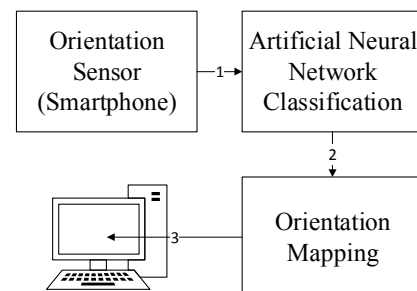 Orientation
Sensor
(Smartphone)
1
Artificial Neural
Network
Classification
2
Orientation
Mapping
3